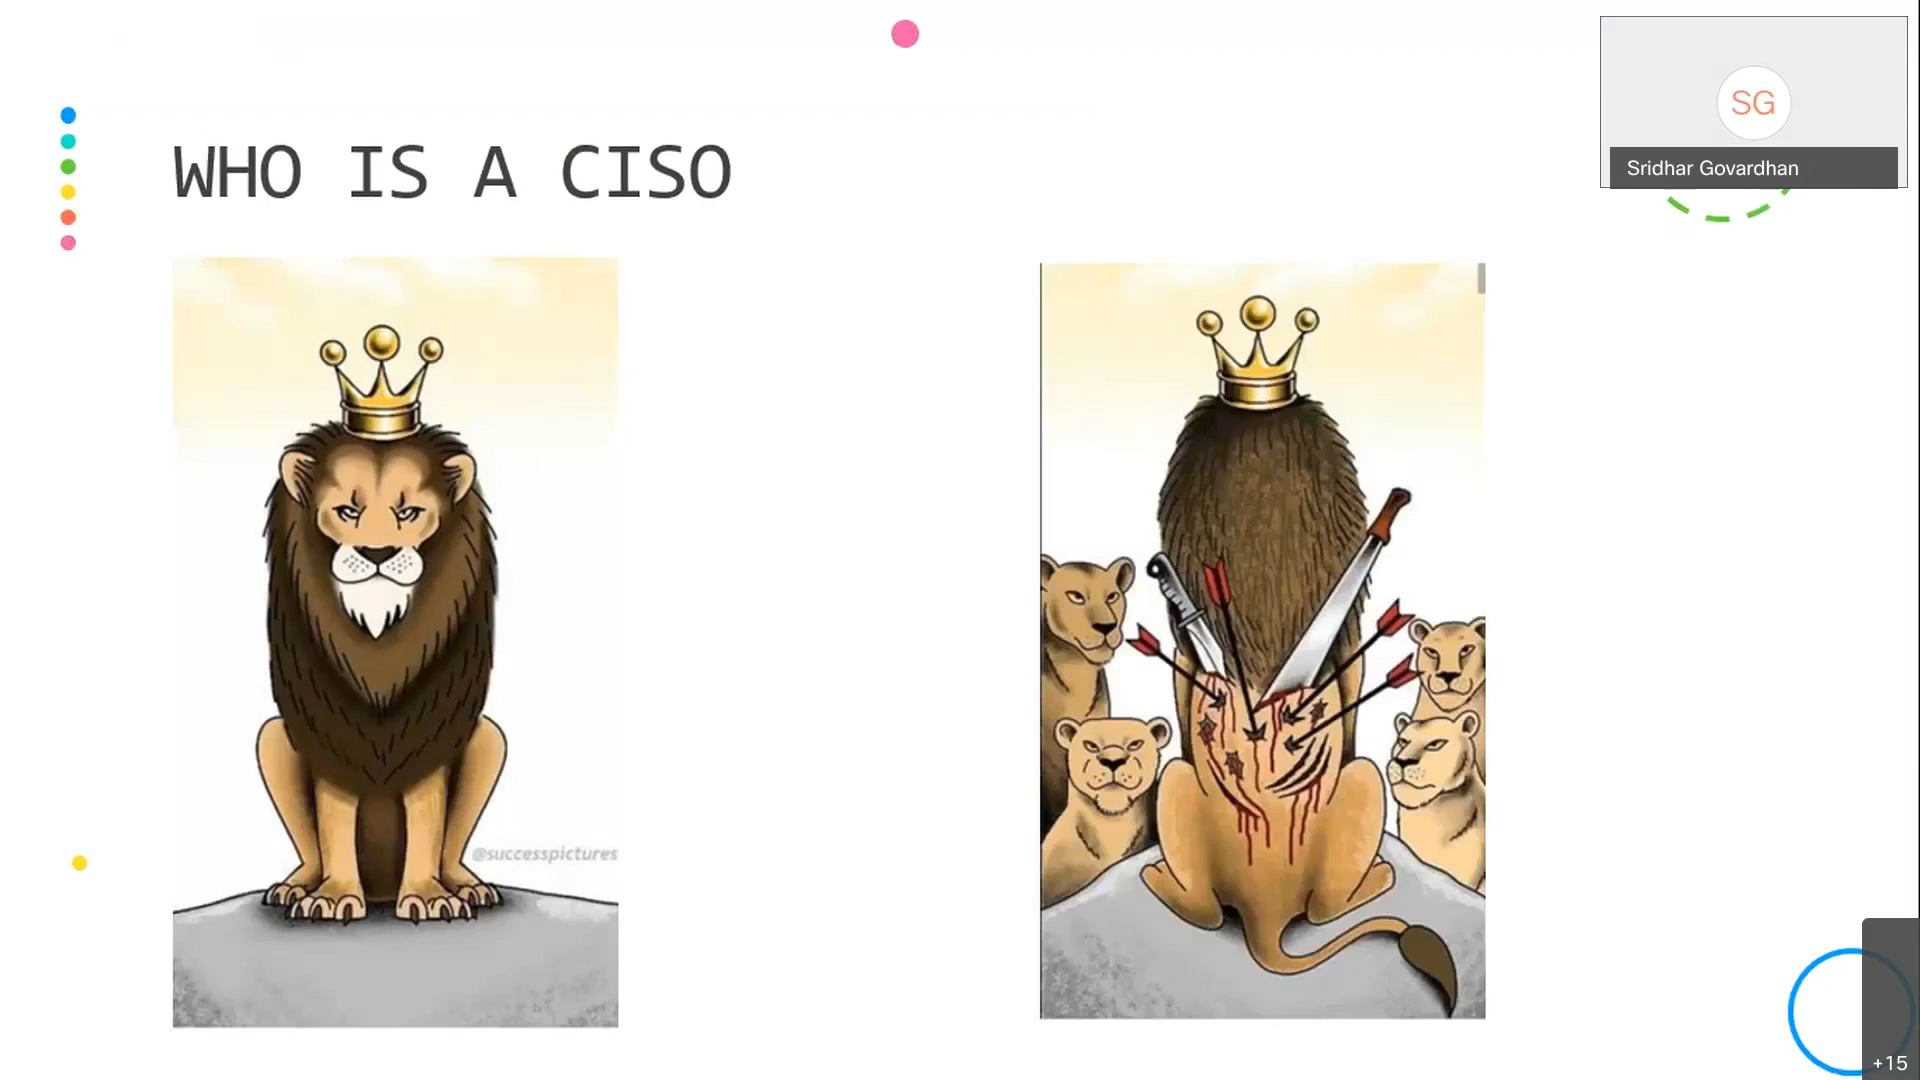 WHO IS A CISO
SG
Sridhar Govardhan
@successpictures
+15